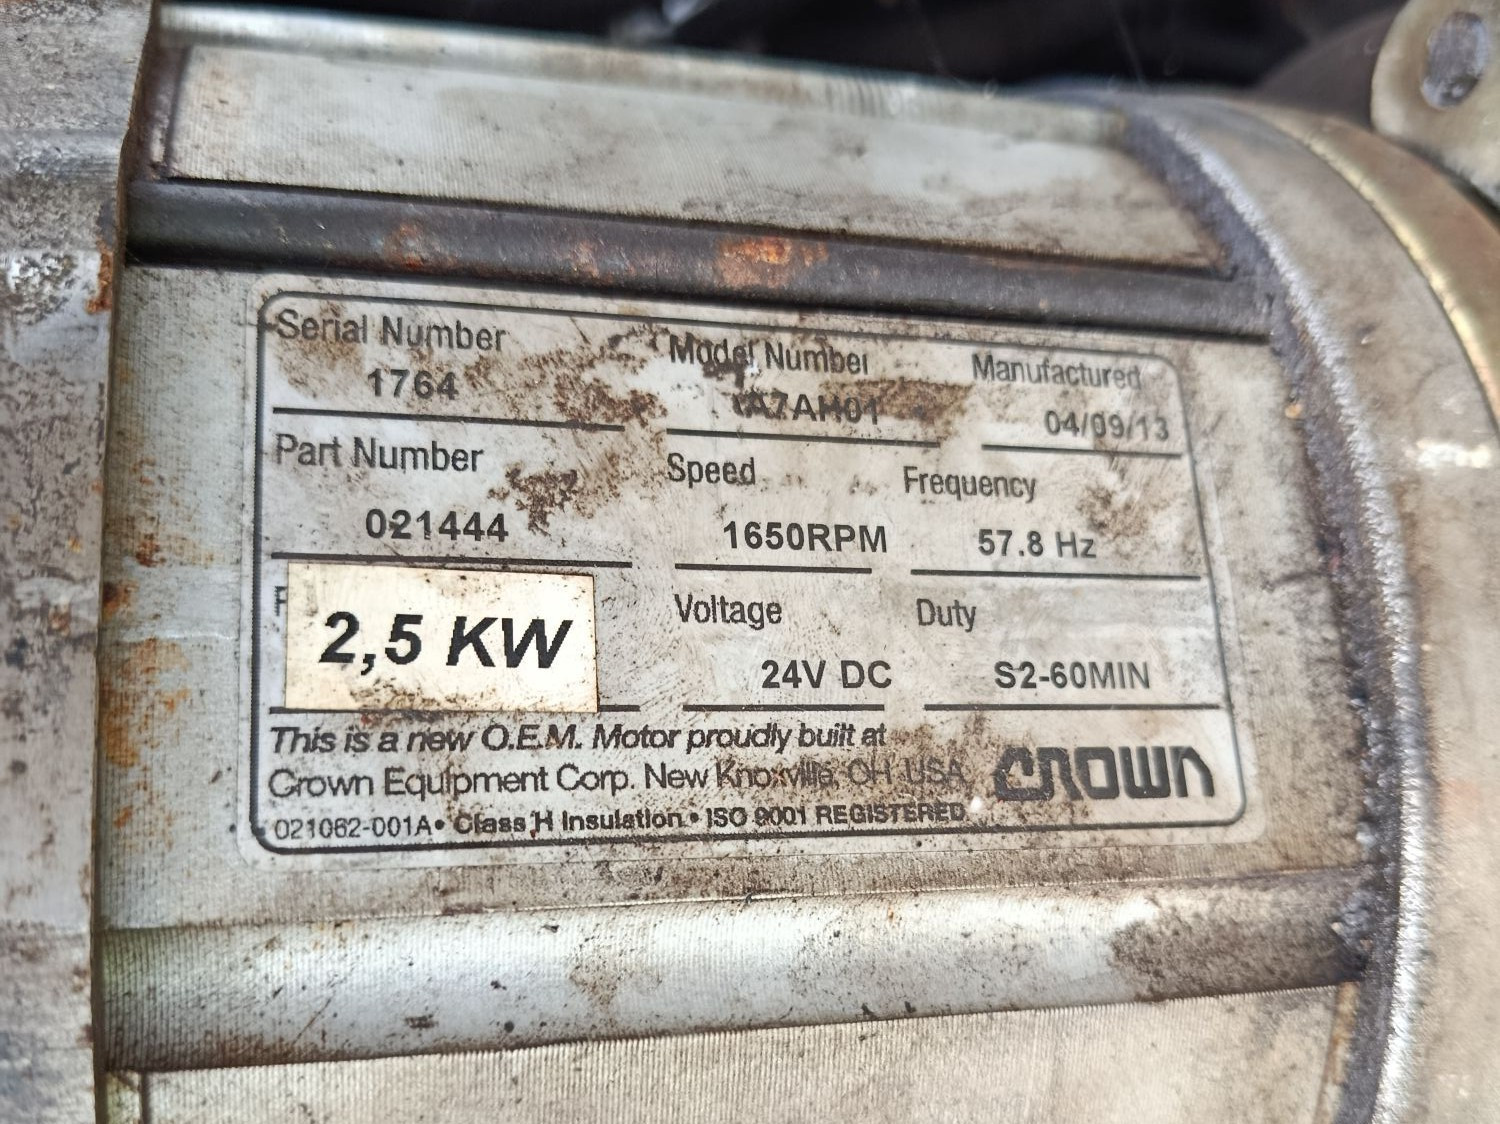 Serial Number Model Number Manufactured
1764 A7AH01 04/09/13
Part Number Speed Frequency
021444 1650RPM 57.8 Hz
Voltage Duty
2,5 KW 24V DC S2-60MIN
This is a new O.E.M. Motor proudly built at
Crown Equipment Corp. New Knoxville, OH USA CROWN
021062-001A• Class H Insulation • ISO 9001 REGISTERED